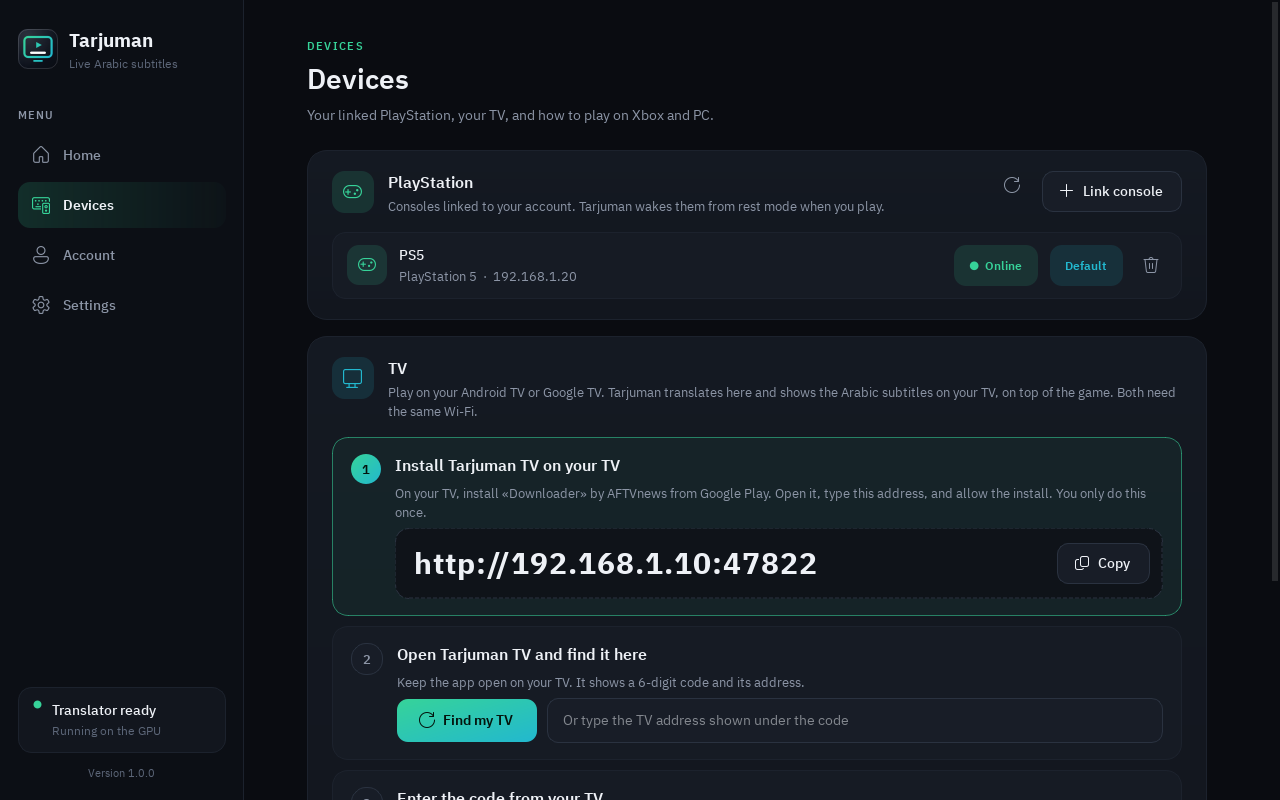 Tarjuman
Live Arabic subtitles
MENU
Home
Devices
Account
Settings
Translator ready
Running on the GPU
Version 1.0.0
DEVICES
Devices
Your linked PlayStation, your TV, and how to play on Xbox and PC.
PlayStation
Consoles linked to your account. Tarjuman wakes them from rest mode when you play.
Link console
PS5
PlayStation 5 · 192.168.1.20
Online
Default
TV
Play on your Android TV or Google TV. Tarjuman translates here and shows the Arabic subtitles on your TV, on top of the game. Both need
the same Wi-Fi.
1
Install Tarjuman TV on your TV
On your TV, install «Downloader» by AFTVnews from Google Play. Open it, type this address, and allow the install. You only do this
once.
http://192.168.1.10:47822
Copy
2
Open Tarjuman TV and find it here
Keep the app open on your TV. It shows a 6-digit code and its address.
Find my TV
Or type the TV address shown under the code
Enter the code from your TV